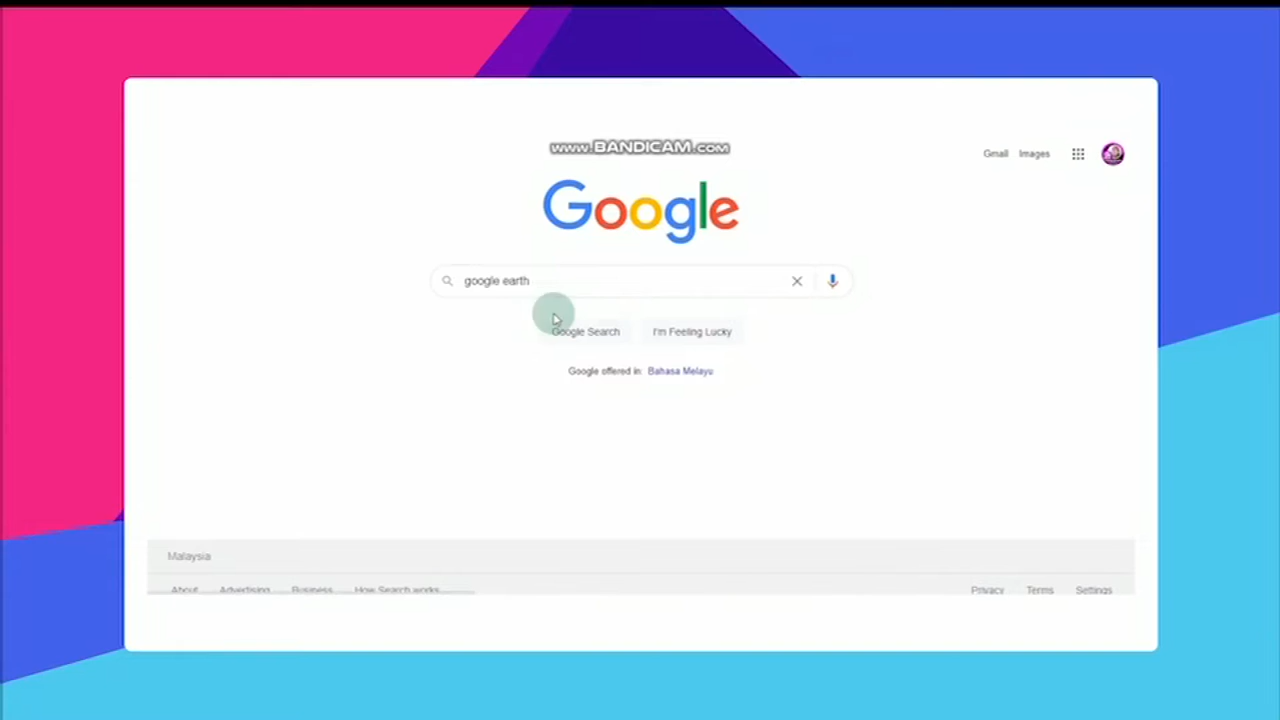 www.BANDICAM.com
Gmail Images
Google
google earth
Google Search I'm Feeling Lucky
Google offered in: Bahasa Melayu
Malaysia
About Advertising Business How Search works
Privacy Terms Settings